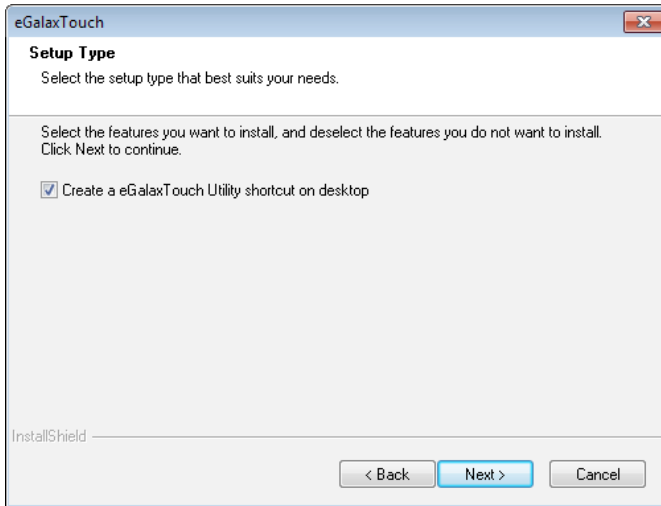 eGalaxTouch
Setup Type
Select the setup type that best suits your needs.
Select the features you want to install, and deselect the features you do not want to install.
Click Next to continue.
Create a eGalaxTouch Utility shortcut on desktop
InstallShield
< Back Next > Cancel